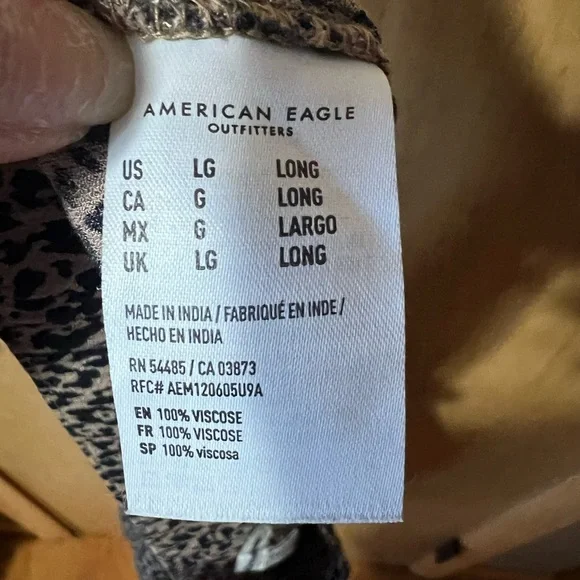 AMERICAN EAGLE
OUTFITTERS
US LG LONG
CA G LONG
MX G LARGO
UK LG LONG
MADE IN INDIA / FABRIQUÉ EN INDE /
HECHO EN INDIA
RN 54485 / CA 03873
RFC# AEM120605U9A
EN 100% VISCOSE
FR 100% VISCOSE
SP 100% viscosa